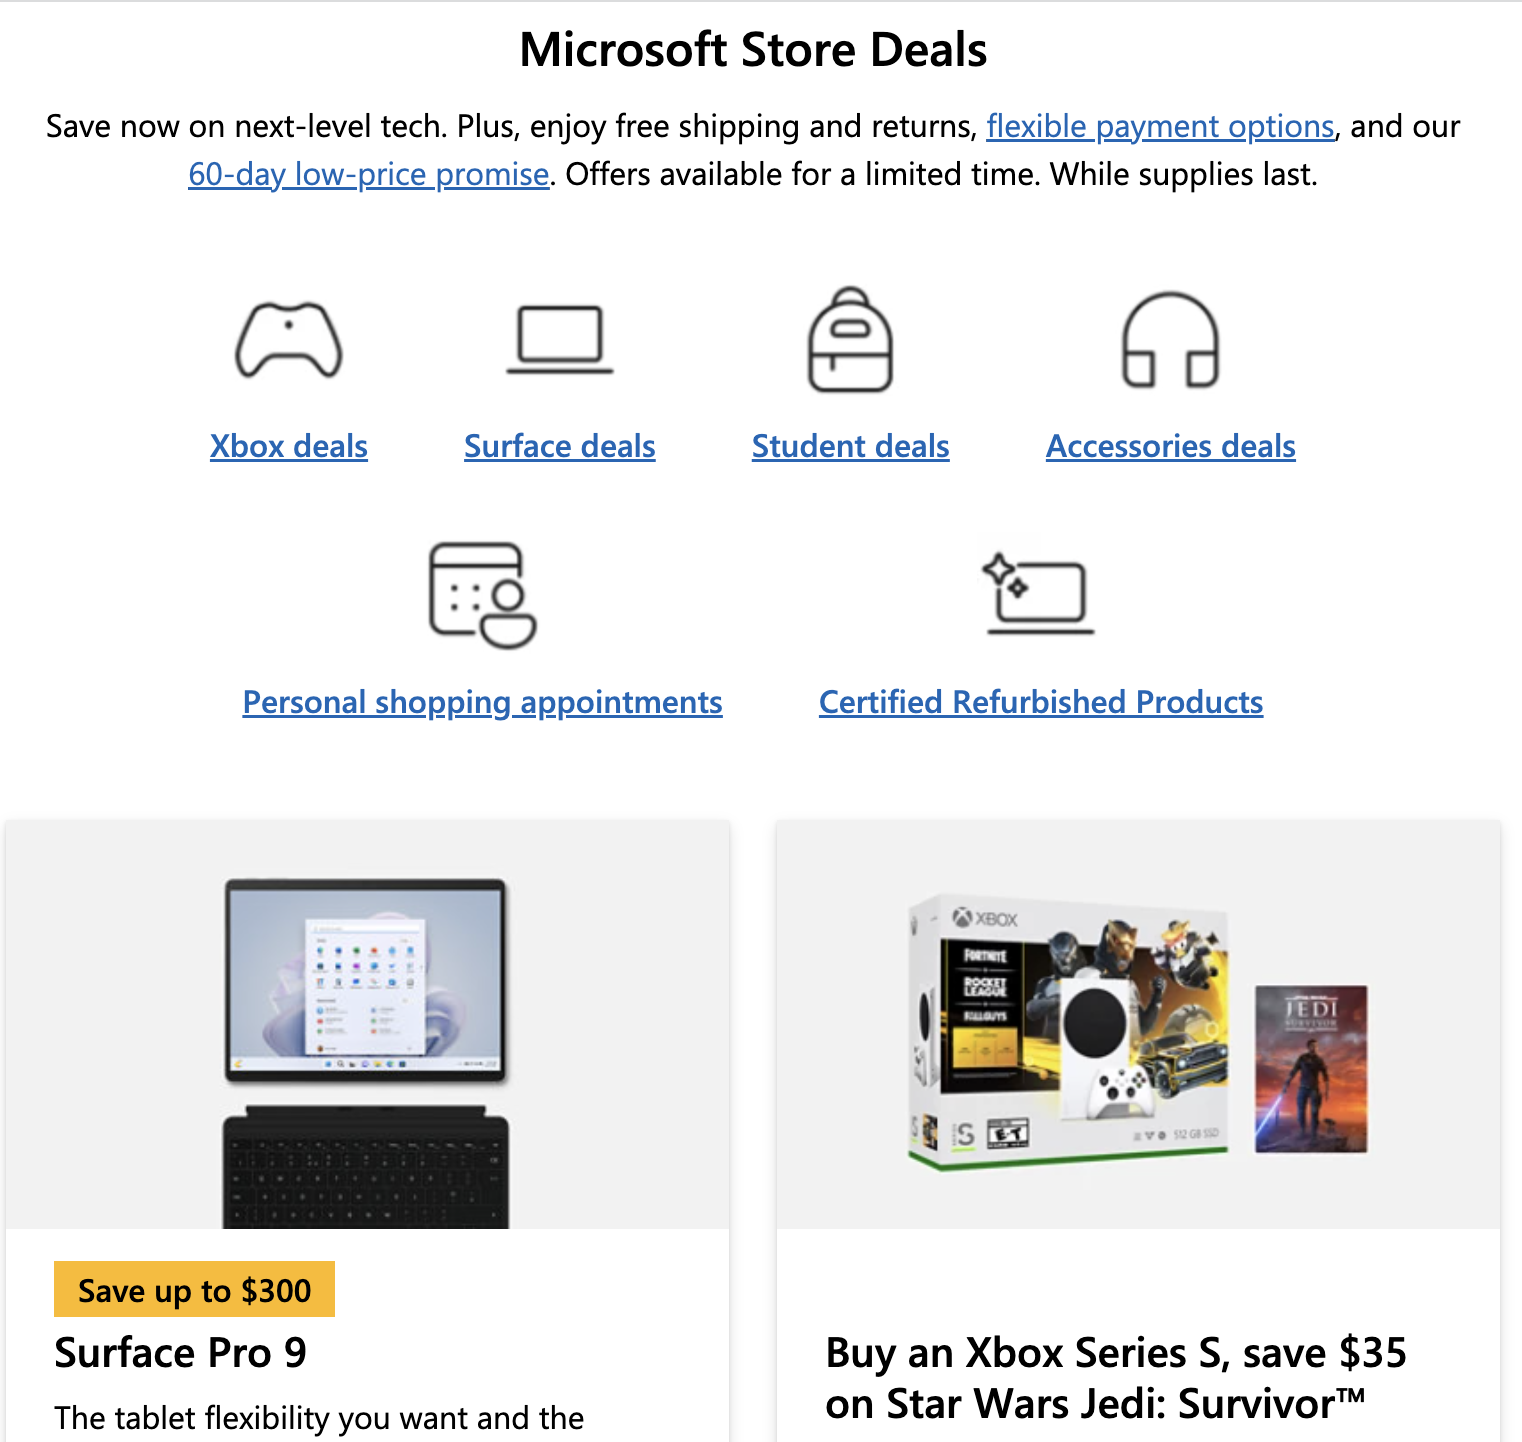 Microsoft Store Deals
Save now on next-level tech. Plus, enjoy free shipping and returns, flexible payment options, and our
60-day low-price promise. Offers available for a limited time. While supplies last.
Xbox deals
Surface deals
Student deals
Accessories deals
Personal shopping appointments
Certified Refurbished Products
XBOX
FORTNITE
ROCKET
LEAGUE
FALL GUYS
SERIES
S
E-T
512 GB SSD
STAR WARS
JEDI
SURVIVOR
Save up to $300
Surface Pro 9
The tablet flexibility you want and the
Buy an Xbox Series S, save $35
on Star Wars Jedi: Survivor™